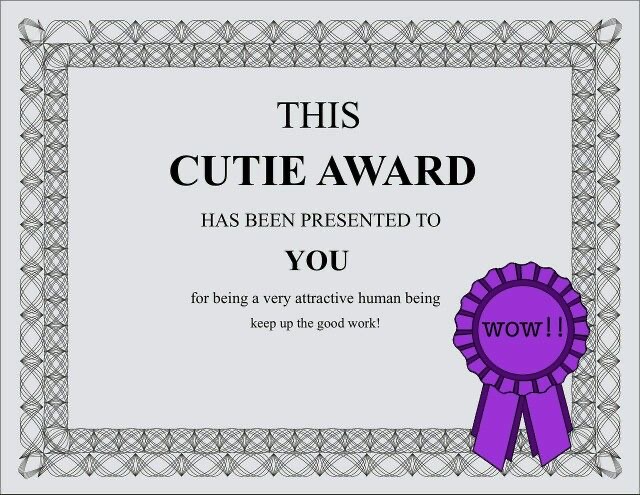 THIS
CUTIE AWARD
HAS BEEN PRESENTED TO
YOU
for being a very attractive human being
keep up the good work!
wow!!